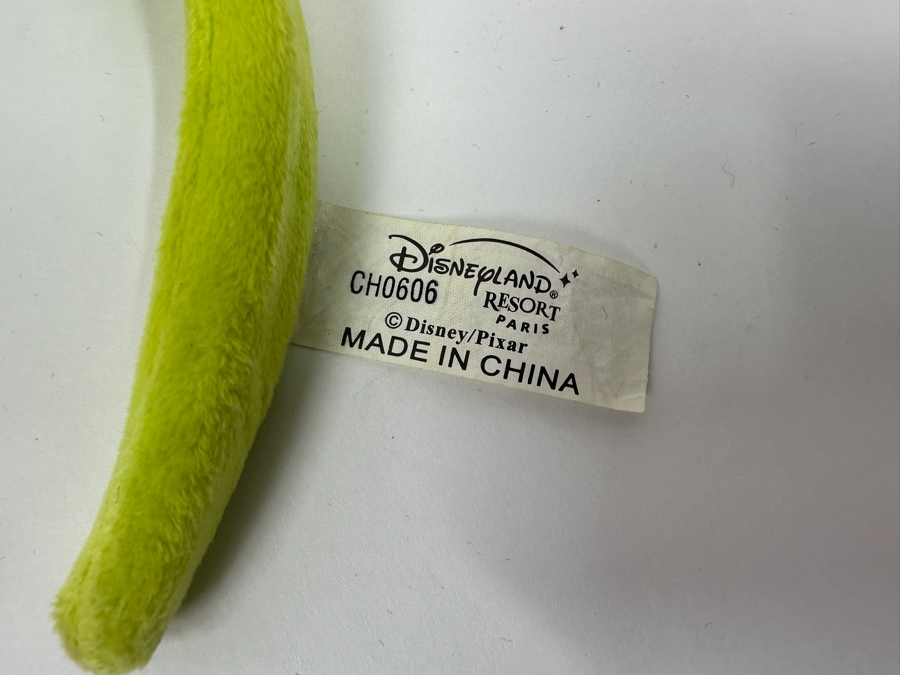 DISNEYLAND®
CH0606 RESORT
PARIS
©Disney/Pixar
MADE IN CHINA